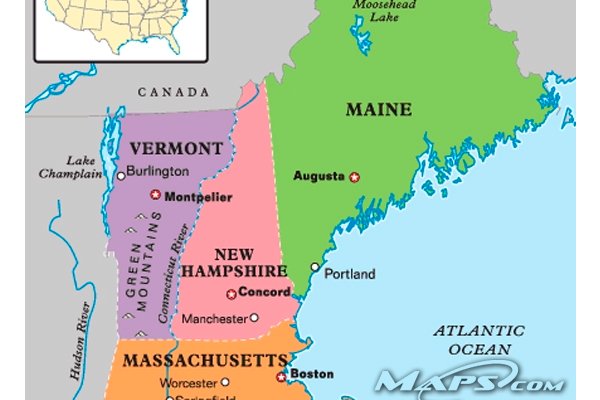 Moosehead
Lake
CANADA
MAINE
VERMONT
Lake
Champlain
Burlington
Augusta
Montpelier
GREEN
MOUNTAINS
Connecticut River
NEW
HAMPSHIRE
Portland
Concord
Hudson River
Manchester
ATLANTIC
OCEAN
MASSACHUSETTS
Boston
Worcester
Springfield
MAPS.COM